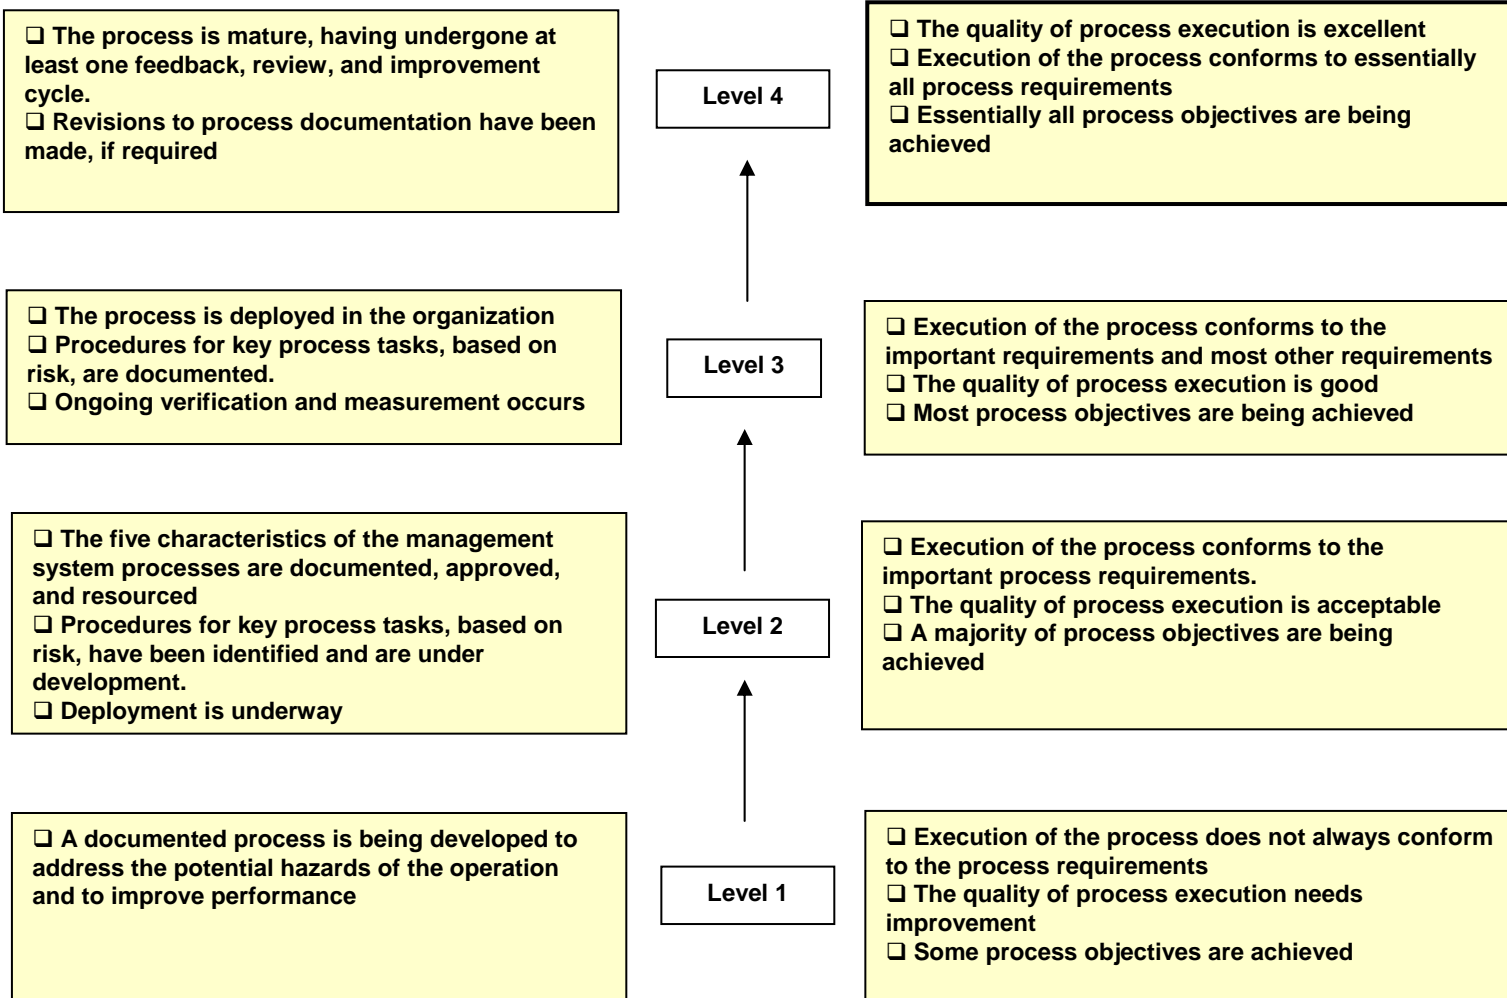 ❑ The process is mature, having undergone at
least one feedback, review, and improvement
cycle.
❑ Revisions to process documentation have been
made, if required
Level 4
❑ The quality of process execution is excellent
❑ Execution of the process conforms to essentially
all process requirements
❑ Essentially all process objectives are being
achieved
❑ The process is deployed in the organization
❑ Procedures for key process tasks, based on
risk, are documented.
❑ Ongoing verification and measurement occurs
Level 3
❑ Execution of the process conforms to the
important requirements and most other requirements
❑ The quality of process execution is good
❑ Most process objectives are being achieved
❑ The five characteristics of the management
system processes are documented, approved,
and resourced
❑ Procedures for key process tasks, based on
risk, have been identified and are under
development.
❑ Deployment is underway
Level 2
❑ Execution of the process conforms to the
important process requirements.
❑ The quality of process execution is acceptable
❑ A majority of process objectives are being
achieved
❑ A documented process is being developed to
address the potential hazards of the operation
and to improve performance
Level 1
❑ Execution of the process does not always conform
to the process requirements
❑ The quality of process execution needs
improvement
❑ Some process objectives are achieved